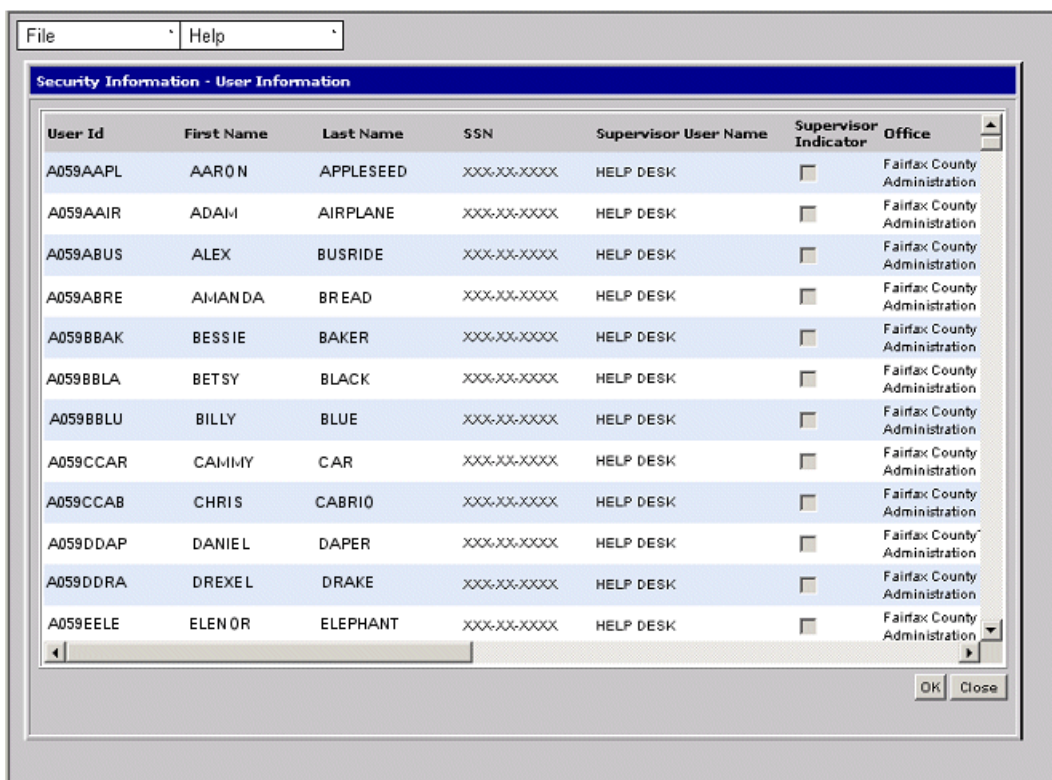 File Help
Security Information - User Information
User Id First Name Last Name SSN Supervisor User Name Supervisor Indicator Office
A059AAPL AARON APPLESEED XXX-XX-XXXX HELP DESK Fairfax County Administration
A059AAIR ADAM AIRPLANE XXX-XX-XXXX HELP DESK Fairfax County Administration
A059ABUS ALEX BUSRIDE XXX-XX-XXXX HELP DESK Fairfax County Administration
A059ABRE AMANDA BREAD XXX-XX-XXXX HELP DESK Fairfax County Administration
A059BBAK BESSIE BAKER XXX-XX-XXXX HELP DESK Fairfax County Administration
A059BBLA BETSY BLACK XXX-XX-XXXX HELP DESK Fairfax County Administration
A059BBLU BILLY BLUE XXX-XX-XXXX HELP DESK Fairfax County Administration
A059CCAR CAMMY CAR XXX-XX-XXXX HELP DESK Fairfax County Administration
A059CCAB CHRIS CABRIO XXX-XX-XXXX HELP DESK Fairfax County Administration
A059DDAP DANIEL DAPER XXX-XX-XXXX HELP DESK Fairfax County Administration
A059DDRA DREXEL DRAKE XXX-XX-XXXX HELP DESK Fairfax County Administration
A059EELE ELENOR ELEPHANT XXX-XX-XXXX HELP DESK Fairfax County Administration
OK Close